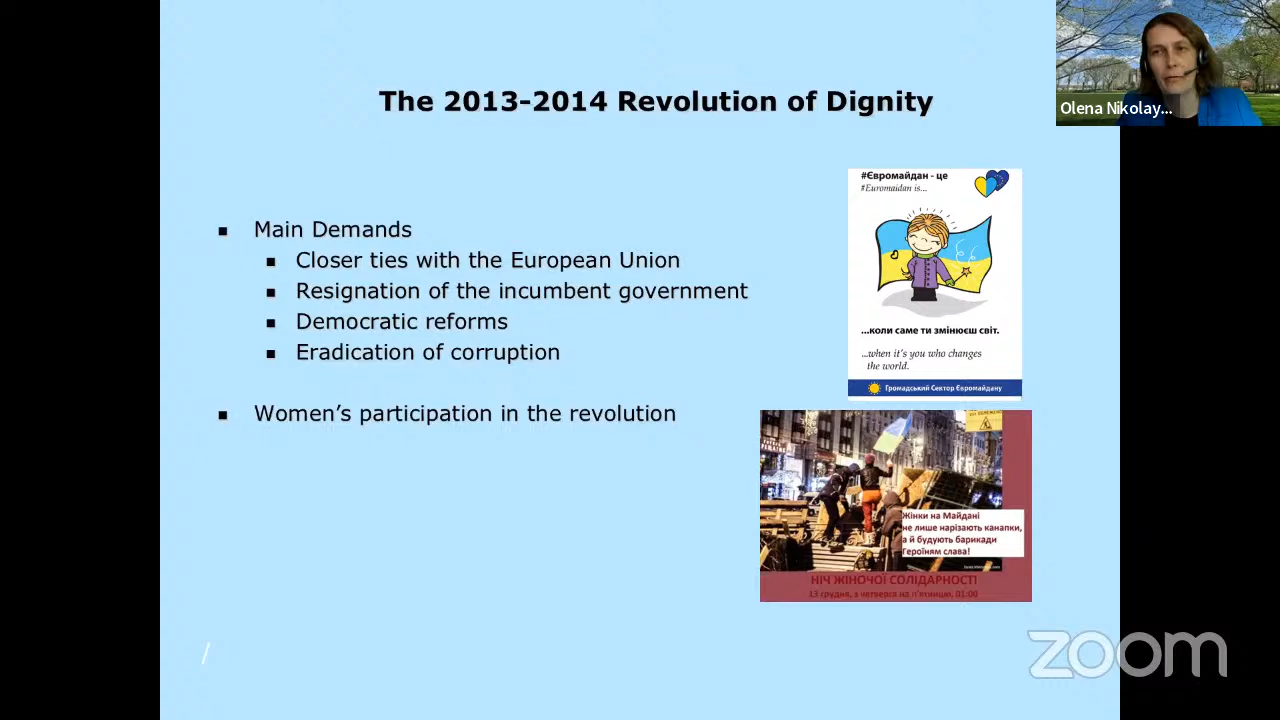 The 2013-2014 Revolution of Dignity
Olena Nikolay...
Main Demands
Closer ties with the European Union
Resignation of the incumbent government
Democratic reforms
Eradication of corruption
Women's participation in the revolution
#Євромайдан - це
#Euromaidan is...
...коли саме ти змінюєш світ.
...when it's you who changes
the world.
Громадський Сектор Євромайдану
Жінки на Майдані
не лише нарізають канапки,
а й будують барикади
Героїням слава!
НІЧ ЖІНОЧОЇ СОЛІДАРНОСТІ
13 грудня, з четверга на п'ятницю, 01:00
/
zoom